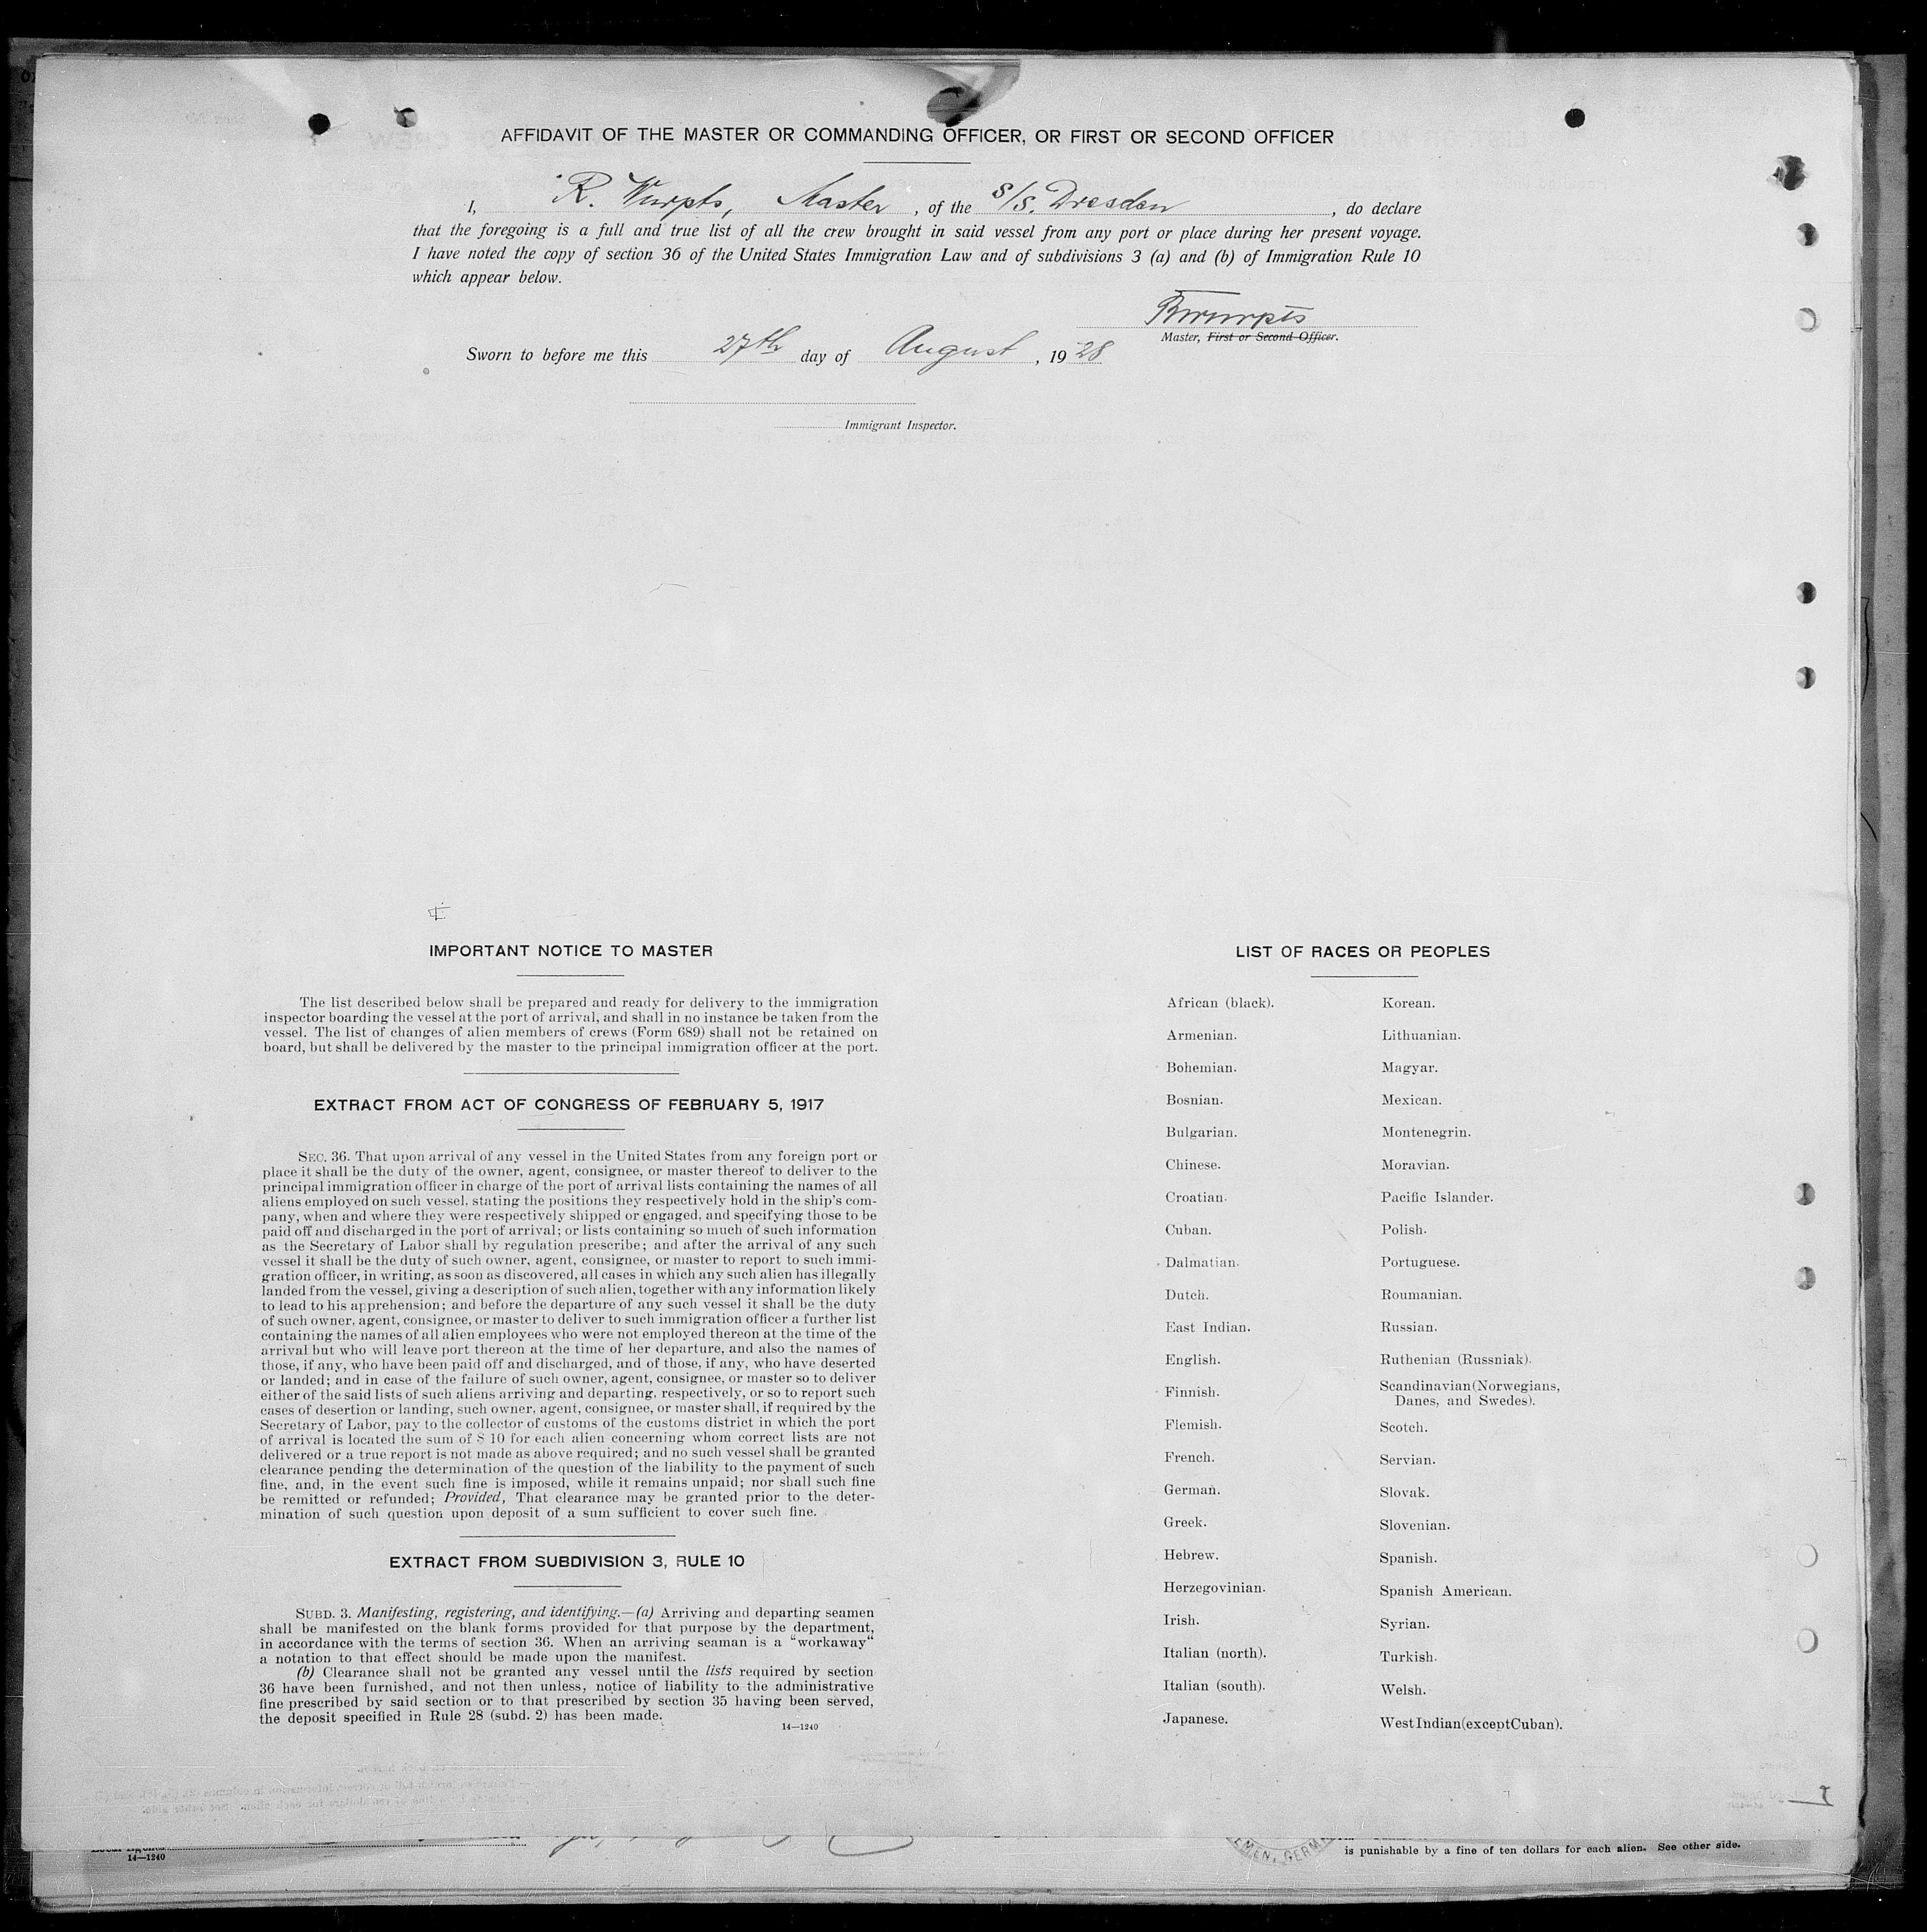 AFFIDAVIT OF THE MASTER OR COMMANDING OFFICER, OR FIRST OR SECOND OFFICER
I, R. Wurpts, Master, of the S/S. Dresden, do declare
that the foregoing is a full and true list of all the crew brought in said vessel from any port or place during her present voyage.
I have noted the copy of section 36 of the United States Immigration Law and of subdivisions 3 (a) and (b) of Immigration Rule 10
which appear below.
RWurpts
Master, First or Second Officer.
Sworn to before me this 27th day of August, 1928
Immigrant Inspector.
IMPORTANT NOTICE TO MASTER
The list described below shall be prepared and ready for delivery to the immigration
inspector boarding the vessel at the port of arrival, and shall in no instance be taken from the
vessel. The list of changes of alien members of crews (Form 689) shall not be retained on
board, but shall be delivered by the master to the principal immigration officer at the port.
EXTRACT FROM ACT OF CONGRESS OF FEBRUARY 5, 1917
SEC. 36. That upon arrival of any vessel in the United States from any foreign port or
place it shall be the duty of the owner, agent, consignee, or master thereof to deliver to the
principal immigration officer in charge of the port of arrival lists containing the names of all
aliens employed on such vessel. stating the positions they respectively hold in the ship's com-
pany, when and where they were respectively shipped or engaged, and specifying those to be
paid off and discharged in the port of arrival; or lists containing so much of such information
as the Secretary of Labor shall by regulation prescribe; and after the arrival of any such
vessel it shall be the duty of such owner, agent, consignee, or master to report to such immi-
gration officer, in writing, as soon as discovered, all cases in which any such alien has illegally
landed from the vessel, giving a description of such alien, together with any information likely
to lead to his apprehension; and before the departure of any such vessel it shall be the duty
of such owner, agent, consignee, or master to deliver to such immigration officer a further list
containing the names of all alien employees who were not employed thereon at the time of the
arrival but who will leave port thereon at the time of her departure, and also the names of
those, if any, who have been paid off and discharged, and of those, if any, who have deserted
or landed; and in case of the failure of such owner, agent, consignee, or master so to deliver
either of the said lists of such aliens arriving and departing, respectively, or so to report such
cases of desertion or landing, such owner, agent, consignee, or master shall, if required by the
Secretary of Labor, pay to the collector of customs of the customs district in which the port
of arrival is located the sum of $ 10 for each alien concerning whom correct lists are not
delivered or a true report is not made as above required; and no such vessel shall be granted
clearance pending the determination of the question of the liability to the payment of such
fine, and, in the event such fine is imposed, while it remains unpaid; nor shall such fine
be remitted or refunded; Provided, That clearance may be granted prior to the deter-
mination of such question upon deposit of a sum sufficient to cover such fine.
EXTRACT FROM SUBDIVISION 3, RULE 10
SUBD. 3. Manifesting, registering, and identifying.—(a) Arriving and departing seamen
shall be manifested on the blank forms provided for that purpose by the department,
in accordance with the terms of section 36. When an arriving seaman is a "workaway"
a notation to that effect should be made upon the manifest.
(b) Clearance shall not be granted any vessel until the lists required by section
36 have been furnished, and not then unless, notice of liability to the administrative
fine prescribed by said section or to that prescribed by section 35 having been served,
the deposit specified in Rule 28 (subd. 2) has been made.
14—1240
LIST OF RACES OR PEOPLES
African (black).
Armenian.
Bohemian.
Bosnian.
Bulgarian.
Chinese.
Croatian.
Cuban.
Dalmatian.
Dutch.
East Indian.
English.
Finnish.
Flemish.
French.
German.
Greek.
Hebrew.
Herzegovinian.
Irish.
Italian (north).
Italian (south).
Japanese.
Korean.
Lithuanian.
Magyar.
Mexican.
Montenegrin.
Moravian.
Pacific Islander.
Polish.
Portuguese.
Roumanian.
Russian.
Ruthenian (Russniak).
Scandinavian (Norwegians,
Danes, and Swedes).
Scotch.
Servian.
Slovak.
Slovenian.
Spanish.
Spanish American.
Syrian.
Turkish.
Welsh.
West Indian (except Cuban).
14—1240
is punishable by a fine of ten dollars for each alien. See other side.